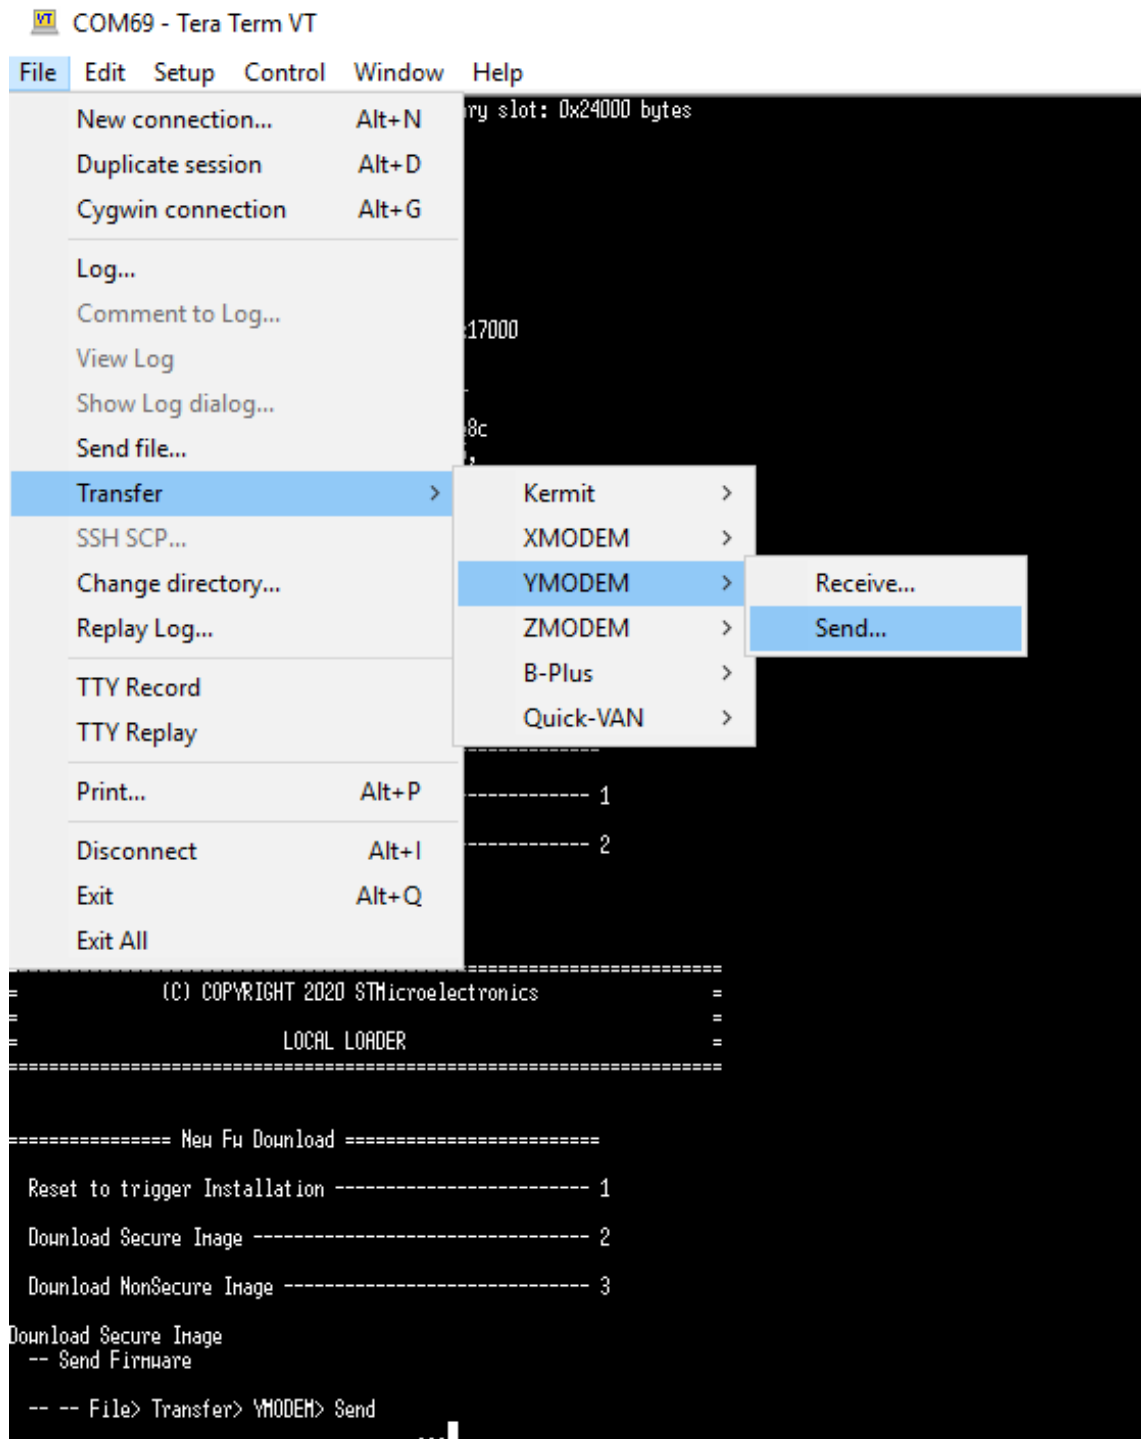 COM69 - Tera Term VT
File Edit Setup Control Window Help
New connection... Alt+N
Duplicate session Alt+D
Cygwin connection Alt+G
Log...
Comment to Log...
View Log
Show Log dialog...
Send file...
Transfer >
SSH SCP...
Change directory...
Replay Log...
TTY Record
TTY Replay
Print... Alt+P
Disconnect Alt+I
Exit Alt+Q
Exit All
Kermit >
XMODEM >
YMODEM >
ZMODEM >
B-Plus >
Quick-VAN >
Receive...
Send...
slot: 0x24000 bytes
17000
8c
------------ 1
------------ 2
(C) COPYRIGHT 2020 STMicroelectronics
LOCAL LOADER
================ New Fw Download =========================
Reset to trigger Installation ------------------------- 1
Download Secure Image --------------------------------- 2
Download NonSecure Image ------------------------------ 3
Download Secure Image
-- Send Firmware
-- -- File> Transfer> YMODEM> Send
...